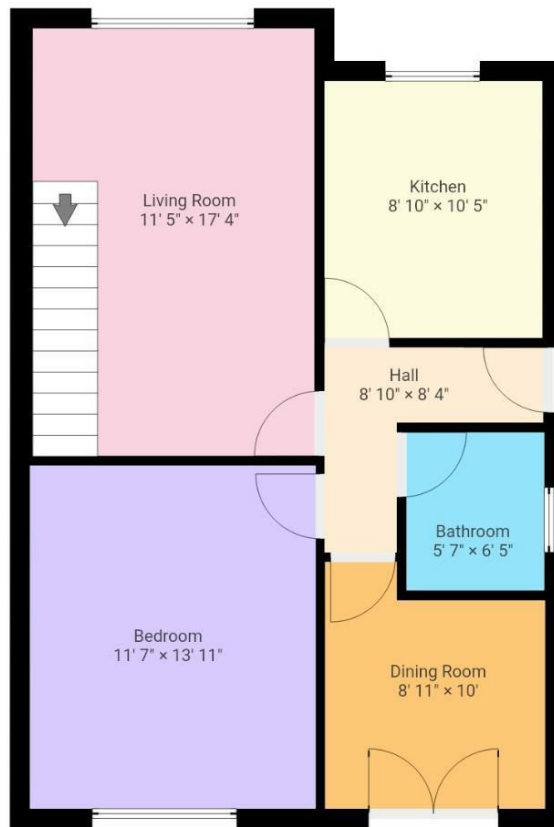 Living Room
11' 5" × 17' 4"
Kitchen
8' 10" × 10' 5"
Hall
8' 10" × 8' 4"
Bathroom
5' 7" × 6' 5"
Bedroom
11' 7" × 13' 11"
Dining Room
8' 11" × 10'